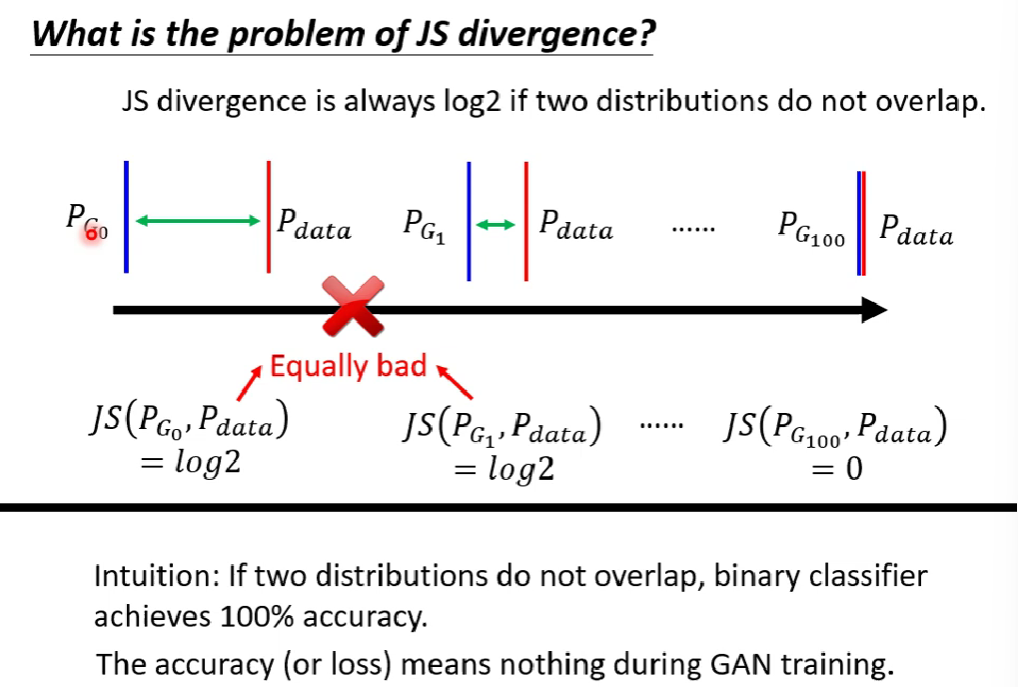 What is the problem of JS divergence?
JS divergence is always log2 if two distributions do not overlap.
P_{G_0} P_{data} P_{G_1} P_{data} ...... P_{G_{100}} P_{data}
Equally bad
JS(P_{G_0}, P_{data}) JS(P_{G_1}, P_{data}) ...... JS(P_{G_{100}}, P_{data})
= log2 = log2 = 0
Intuition: If two distributions do not overlap, binary classifier
achieves 100% accuracy.
The accuracy (or loss) means nothing during GAN training.